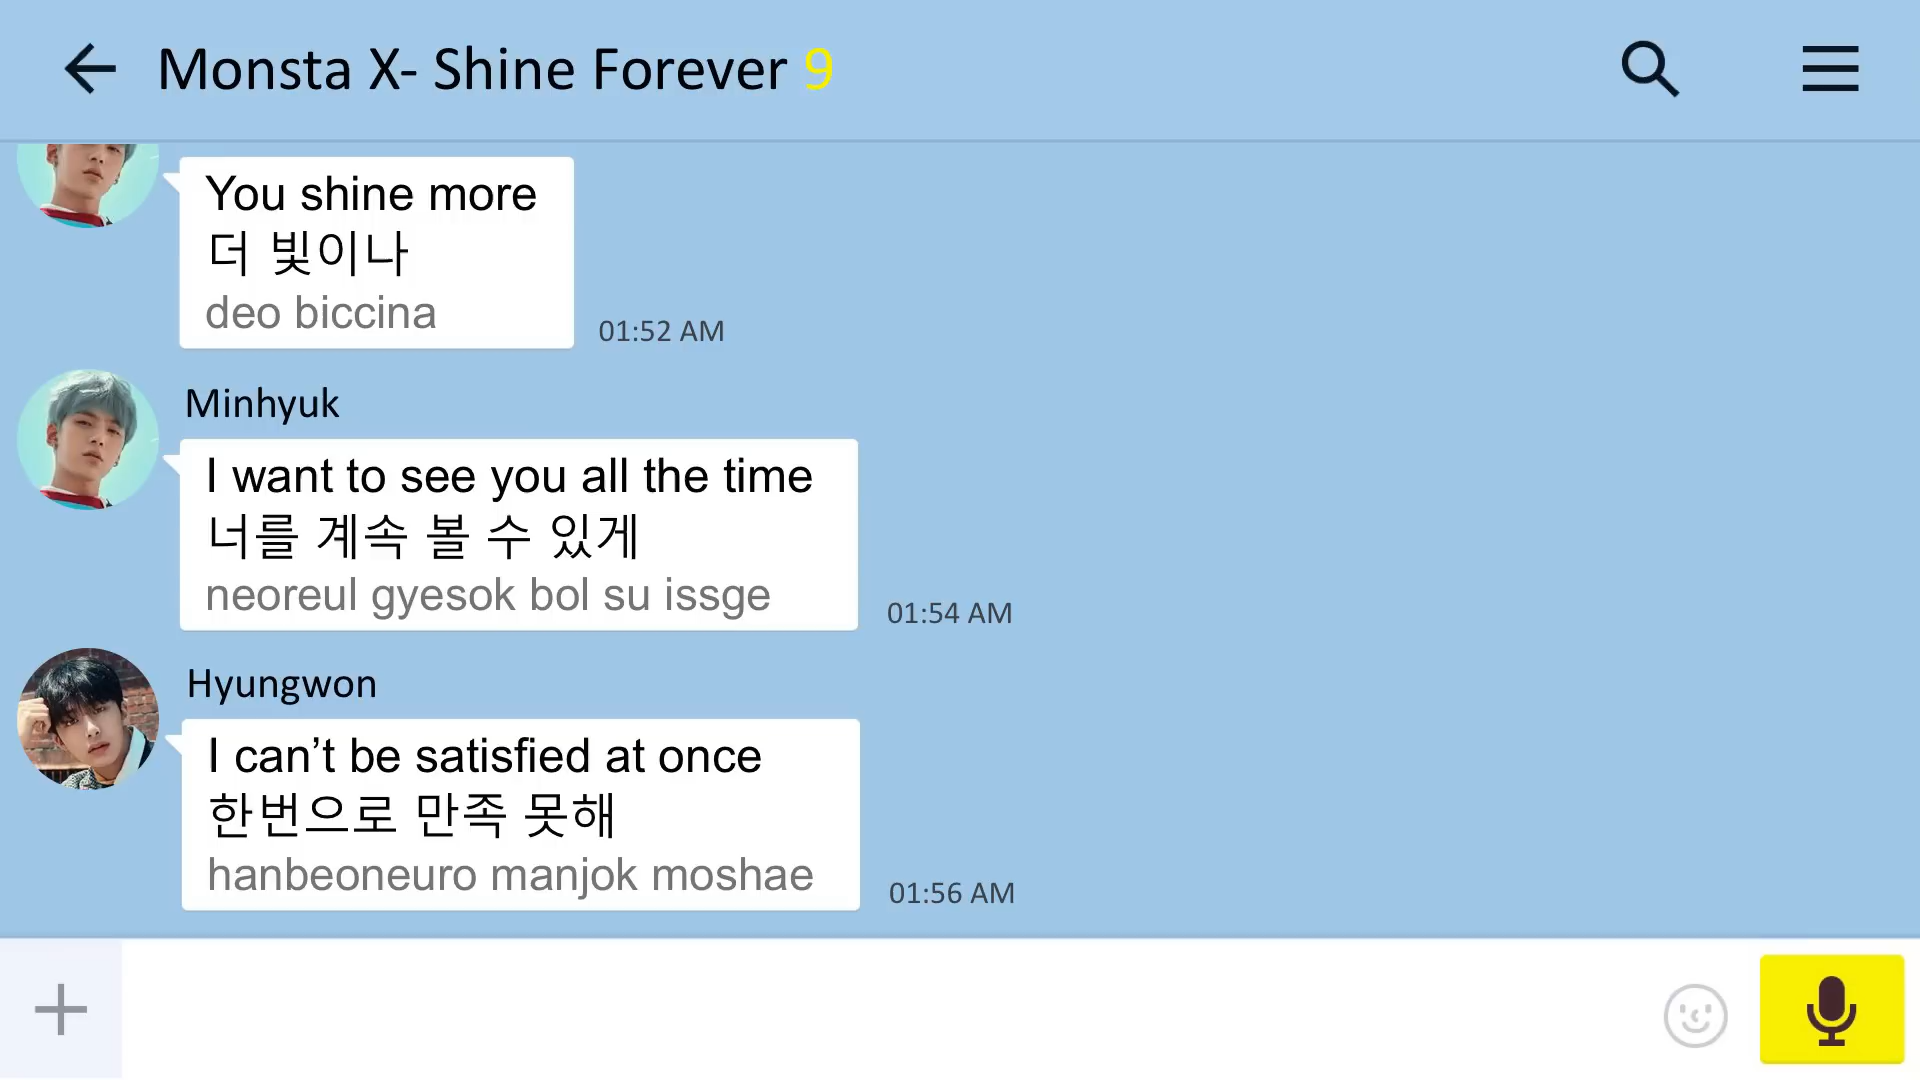 Monsta X- Shine Forever 9
You shine more
더 빛이나
deo biccina
01:52 AM
Minhyuk
I want to see you all the time
너를 계속 볼 수 있게
neoreul gyesok bol su issge
01:54 AM
Hyungwon
I can’t be satisfied at once
한번으로 만족 못해
hanbeoneuro manjok moshae
01:56 AM